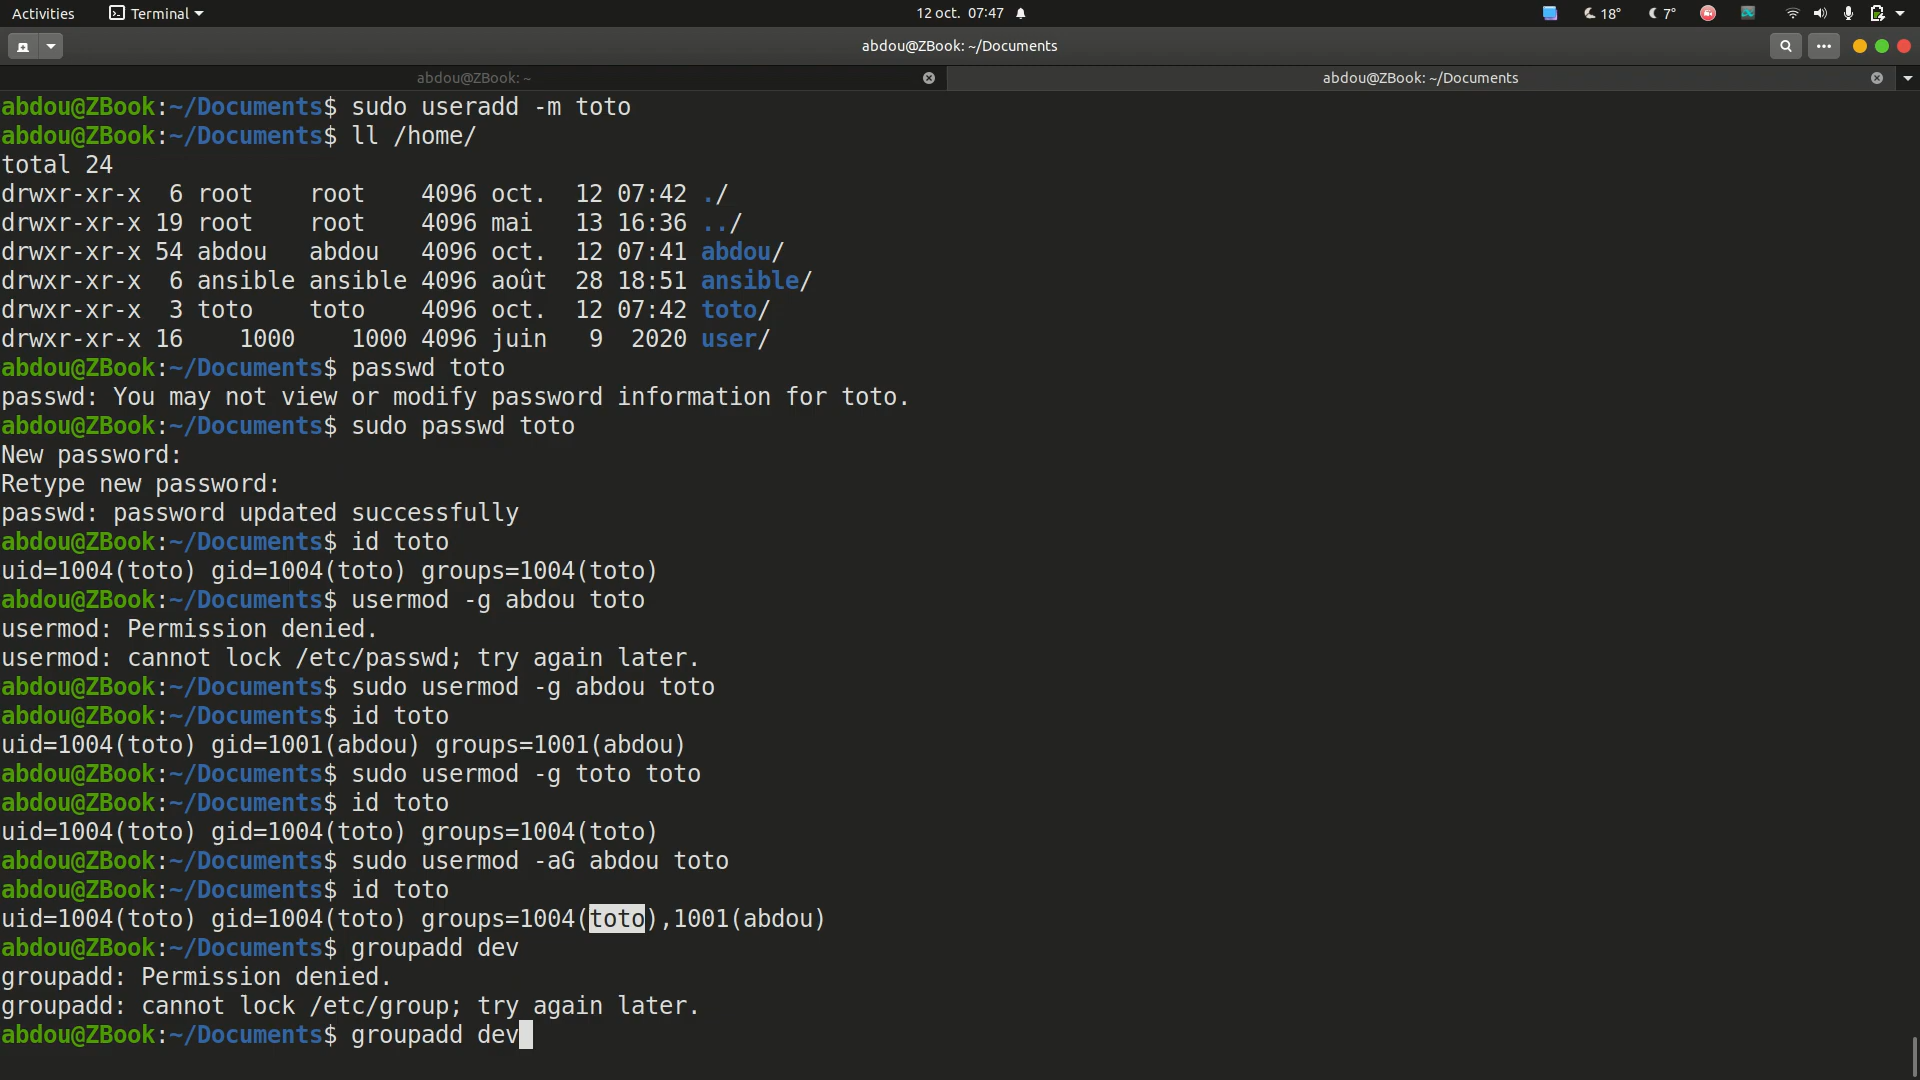 Activities Terminal 12 oct. 07:47 18° 7°
abdou@ZBook: ~/Documents
abdou@ZBook: ~ abdou@ZBook: ~/Documents
abdou@ZBook:~/Documents$ sudo useradd -m toto
abdou@ZBook:~/Documents$ ll /home/
total 24
drwxr-xr-x  6 root    root    4096 oct.  12 07:42 ./
drwxr-xr-x 19 root    root    4096 mai   13 16:36 ../
drwxr-xr-x 54 abdou   abdou   4096 oct.  12 07:41 abdou/
drwxr-xr-x  6 ansible ansible 4096 août  28 18:51 ansible/
drwxr-xr-x  3 toto    toto    4096 oct.  12 07:42 toto/
drwxr-xr-x 16    1000    1000 4096 juin   9  2020 user/
abdou@ZBook:~/Documents$ passwd toto
passwd: You may not view or modify password information for toto.
abdou@ZBook:~/Documents$ sudo passwd toto
New password:
Retype new password:
passwd: password updated successfully
abdou@ZBook:~/Documents$ id toto
uid=1004(toto) gid=1004(toto) groups=1004(toto)
abdou@ZBook:~/Documents$ usermod -g abdou toto
usermod: Permission denied.
usermod: cannot lock /etc/passwd; try again later.
abdou@ZBook:~/Documents$ sudo usermod -g abdou toto
abdou@ZBook:~/Documents$ id toto
uid=1004(toto) gid=1001(abdou) groups=1001(abdou)
abdou@ZBook:~/Documents$ sudo usermod -g toto toto
abdou@ZBook:~/Documents$ id toto
uid=1004(toto) gid=1004(toto) groups=1004(toto)
abdou@ZBook:~/Documents$ sudo usermod -aG abdou toto
abdou@ZBook:~/Documents$ id toto
uid=1004(toto) gid=1004(toto) groups=1004(toto),1001(abdou)
abdou@ZBook:~/Documents$ groupadd dev
groupadd: Permission denied.
groupadd: cannot lock /etc/group; try again later.
abdou@ZBook:~/Documents$ groupadd dev